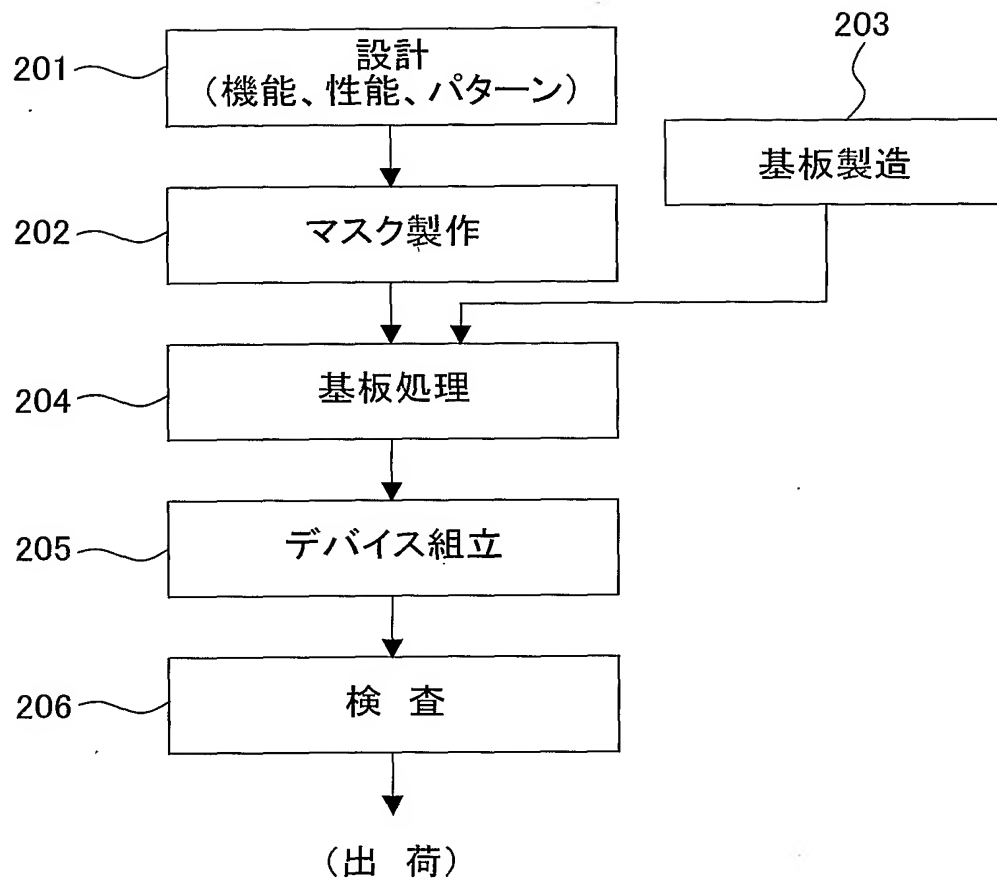 201
設計
(機能、性能、パターン)
203
基板製造
202
マスク製作
204
基板処理
205
デバイス組立
206
検 査
(出 荷)